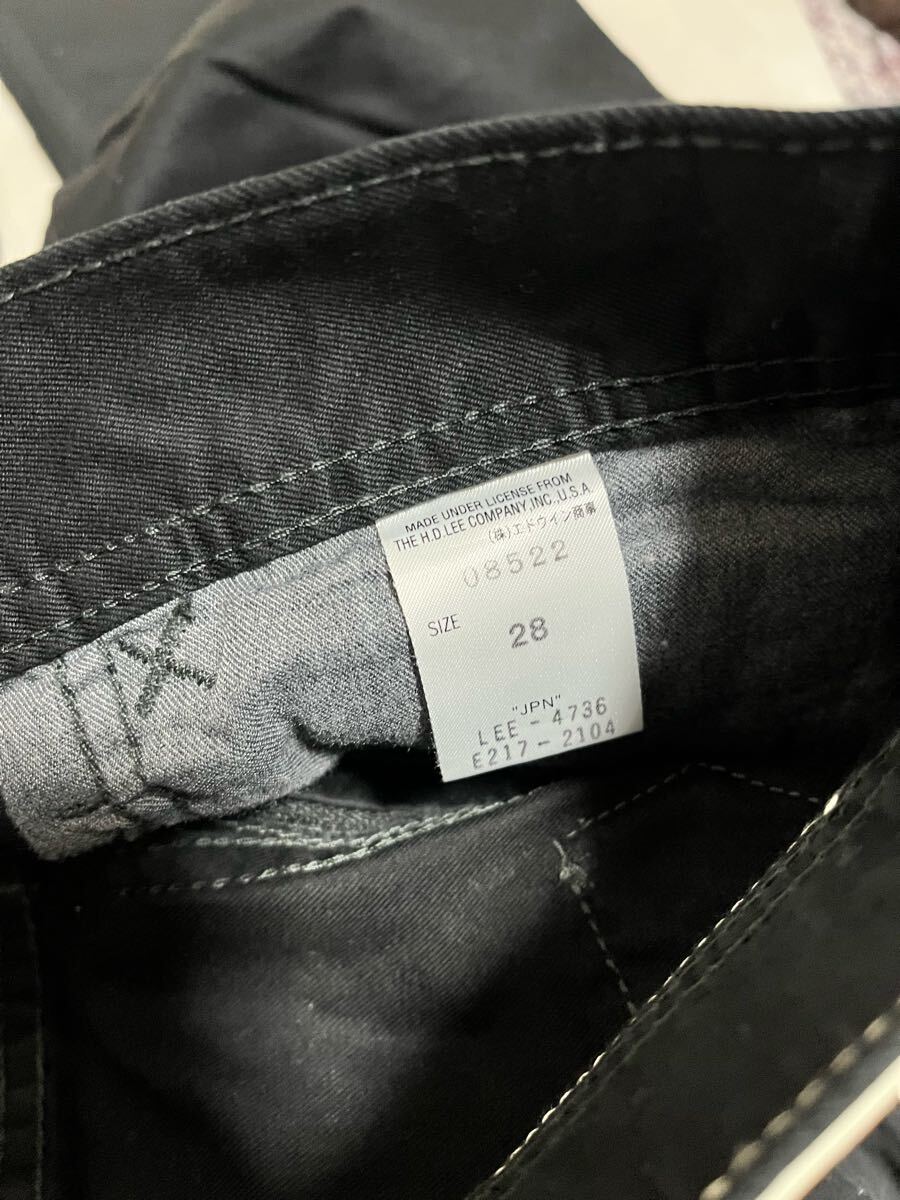 MADE UNDER LICENSE FROM
THE H.D. LEE COMPANY, INC., U.S.A.
(株)エドウイン商事
08522
SIZE 28
"JPN"
LEE - 4736
E217-2104